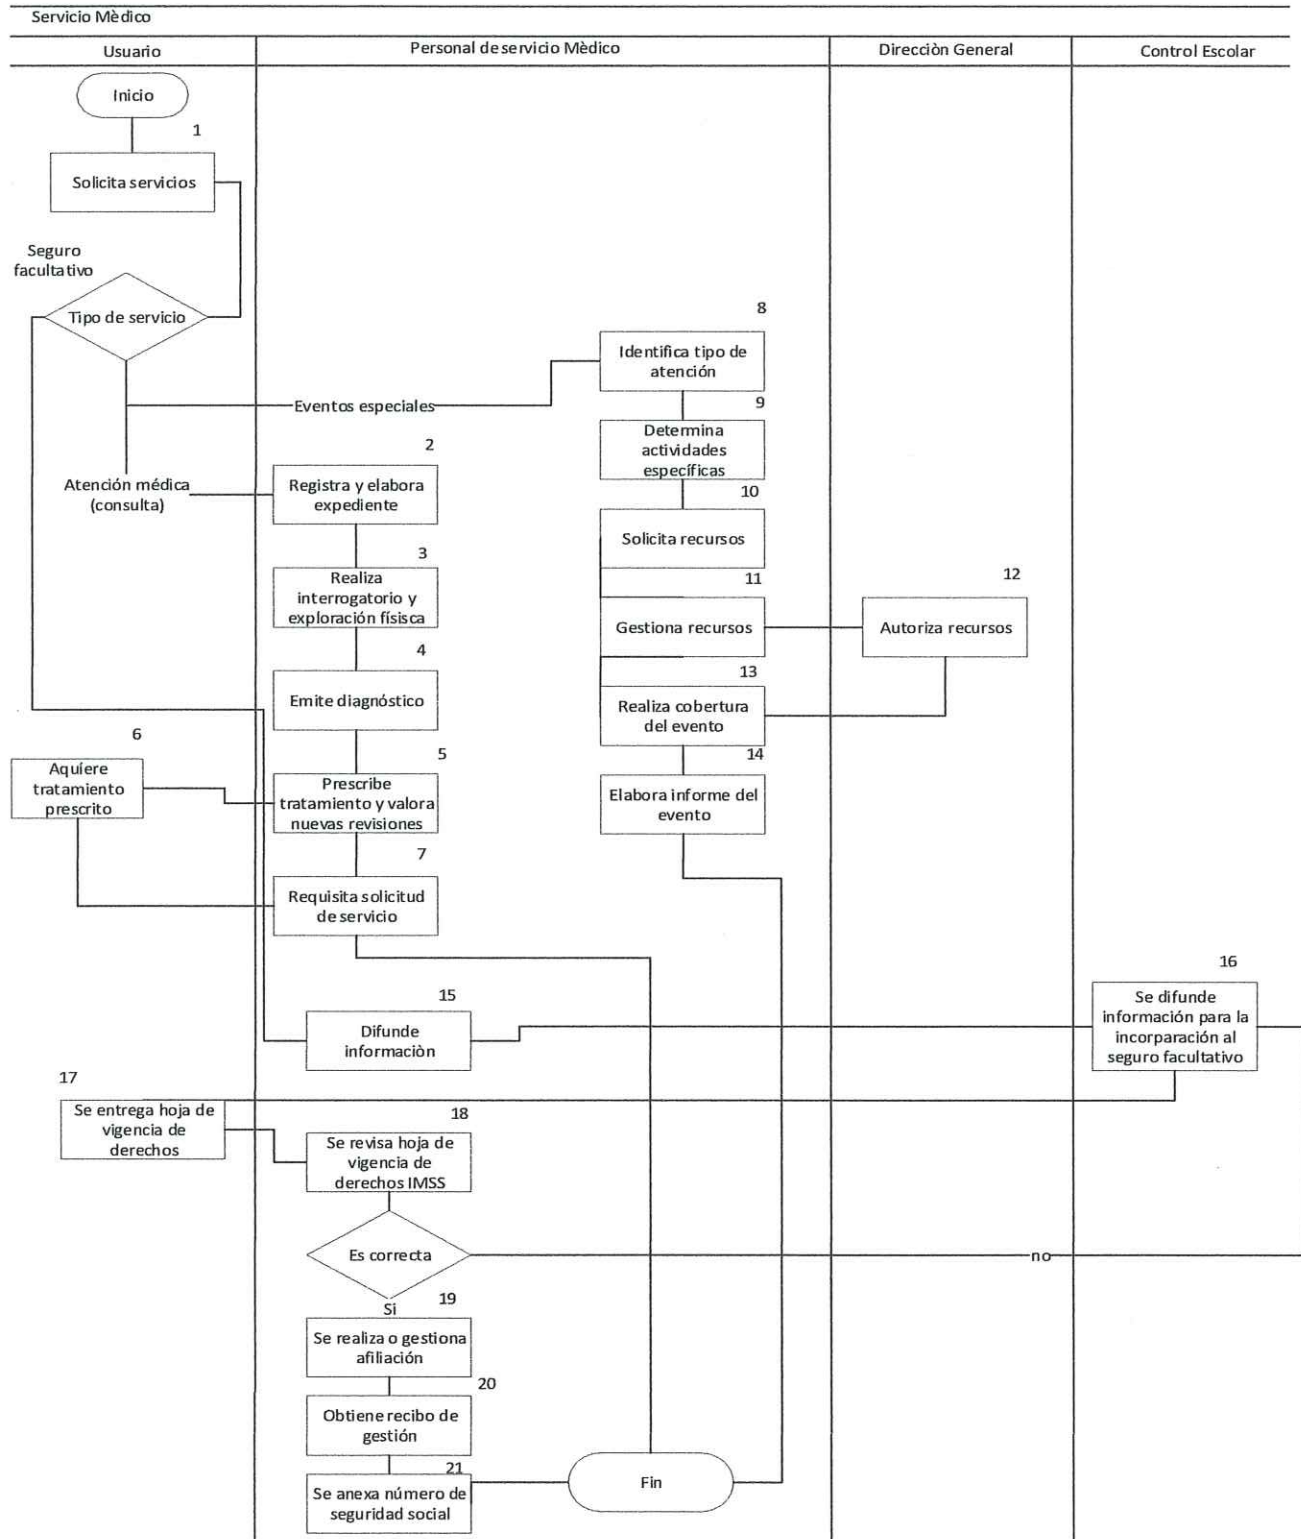 Servicio Mèdico
Usuario
Personal de servicio Mèdico
Direcciòn General
Control Escolar
Inicio
1
Solicita servicios
Seguro
facultativo
Tipo de servicio
8
Identifica tipo de
atención
Eventos especiales
9
Determina
actividades
específicas
2
Atención médica
(consulta)
Registra y elabora
expediente
10
Solicita recursos
3
Realiza
interrogatorio y
exploración físisca
11
Gestiona recursos
12
Autoriza recursos
4
Emite diagnóstico
13
Realiza cobertura
del evento
6
Aquiere
tratamiento
prescrito
5
Prescribe
tratamiento y valora
nuevas revisiones
14
Elabora informe del
evento
7
Requisita solicitud
de servicio
15
Difunde
informaciòn
16
Se difunde
información para la
incorparación al
seguro facultativo
17
Se entrega hoja de
vigencia de
derechos
18
Se revisa hoja de
vigencia de
derechos IMSS
Es correcta
no
Si
19
Se realiza o gestiona
afiliación
20
Obtiene recibo de
gestión
21
Se anexa número de
seguridad social
Fin